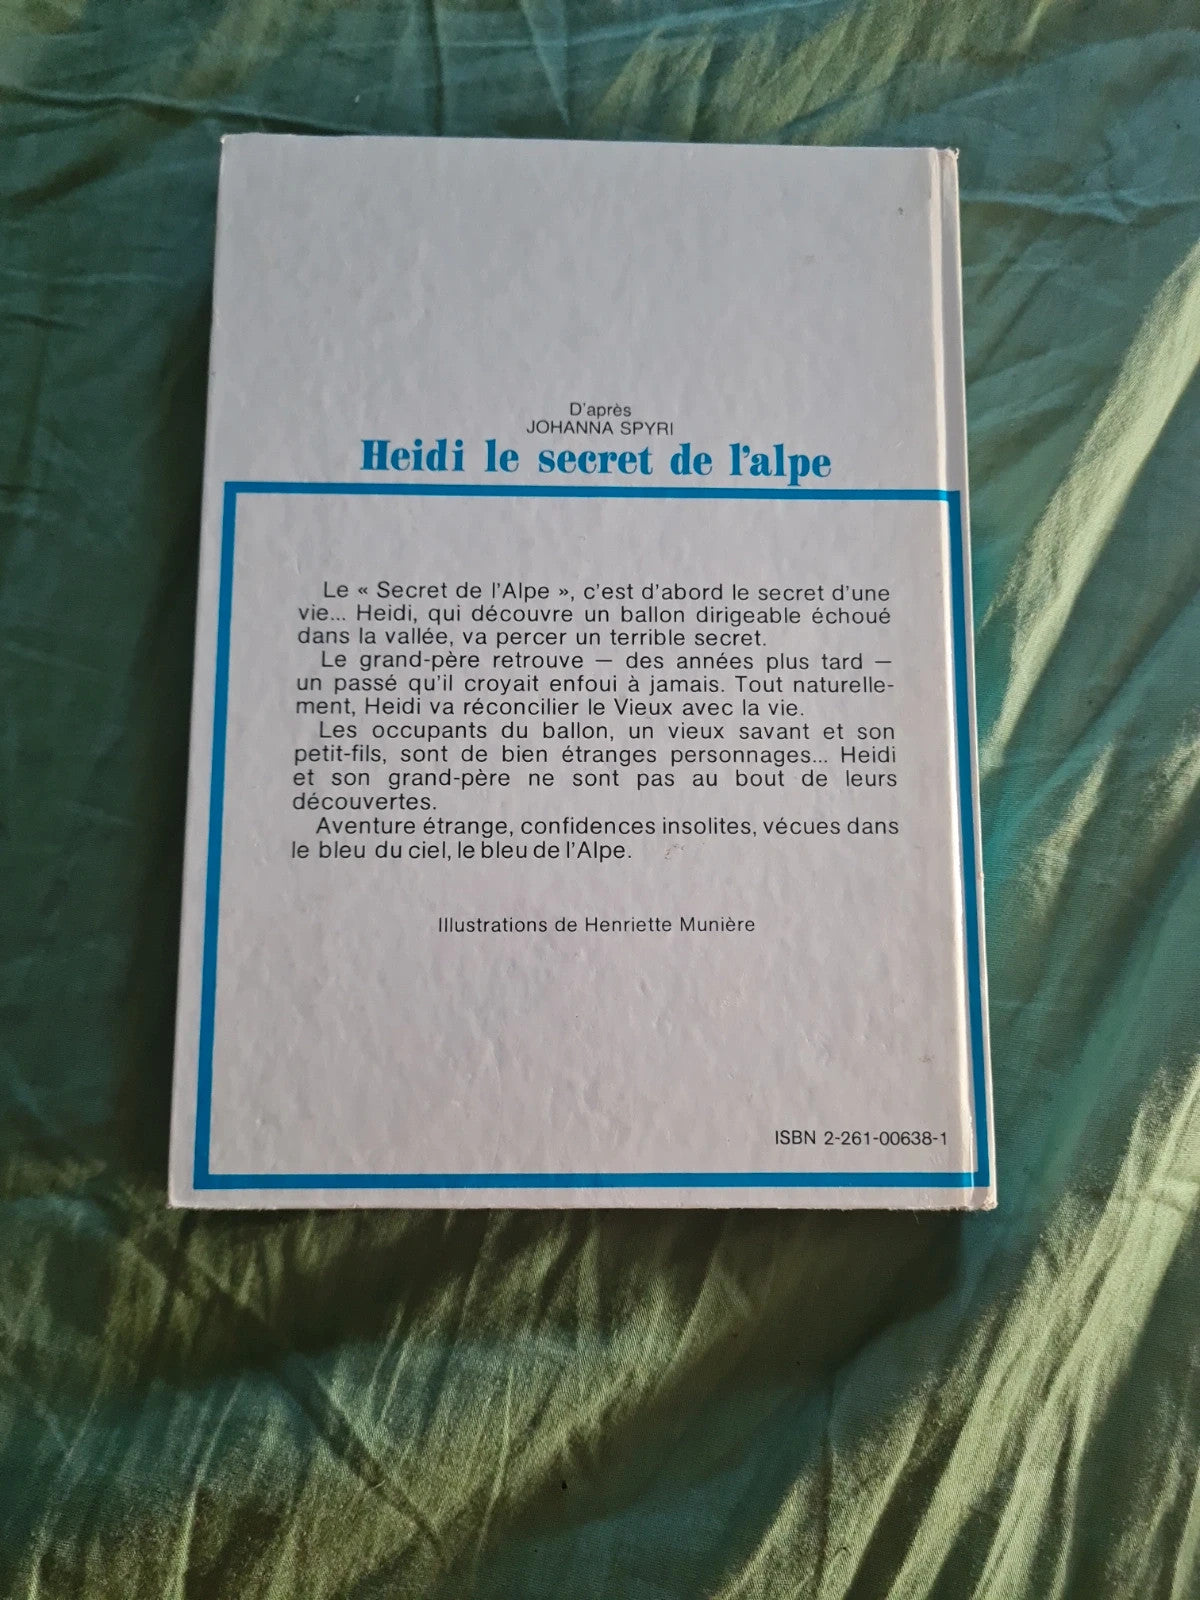 D'après
JOHANNA SPYRI
Heidi le secret de l'alpe
Le « Secret de l'Alpe », c'est d'abord le secret d'une
vie... Heidi, qui découvre un ballon dirigeable échoué
dans la vallée, va percer un terrible secret.
Le grand-père retrouve — des années plus tard —
un passé qu'il croyait enfoui à jamais. Tout naturelle-
ment, Heidi va réconcilier le Vieux avec la vie.
Les occupants du ballon, un vieux savant et son
petit-fils, sont de bien étranges personnages... Heidi
et son grand-père ne sont pas au bout de leurs
découvertes.
Aventure étrange, confidences insolites, vécues dans
le bleu du ciel, le bleu de l'Alpe.
Illustrations de Henriette Munière
ISBN 2-261-00638-1